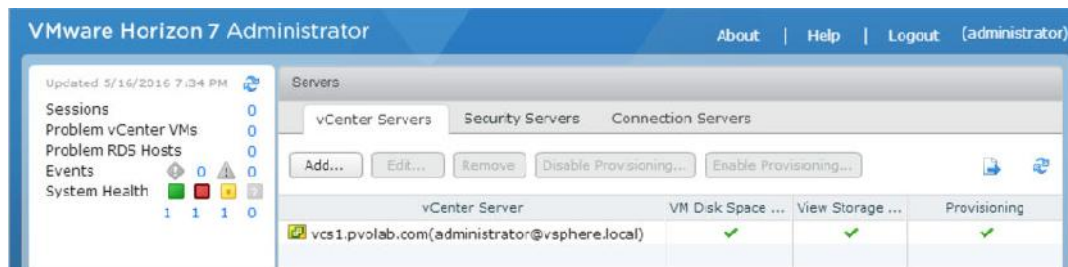 VMware Horizon 7 Administrator
About | Help | Logout (administrator)
Updated 5/16/2016 7:34 PM
Sessions 0
Problem vCenter VMs 0
Problem RDS Hosts 0
Events 0 0
System Health
1 1 1 0
Servers
vCenter Servers Security Servers Connection Servers
Add... Edit... Remove Disable Provisioning... Enable Provisioning...
vCenter Server VM Disk Space ... View Storage ... Provisioning
vcs1.pvolab.com(administrator@vsphere.local)